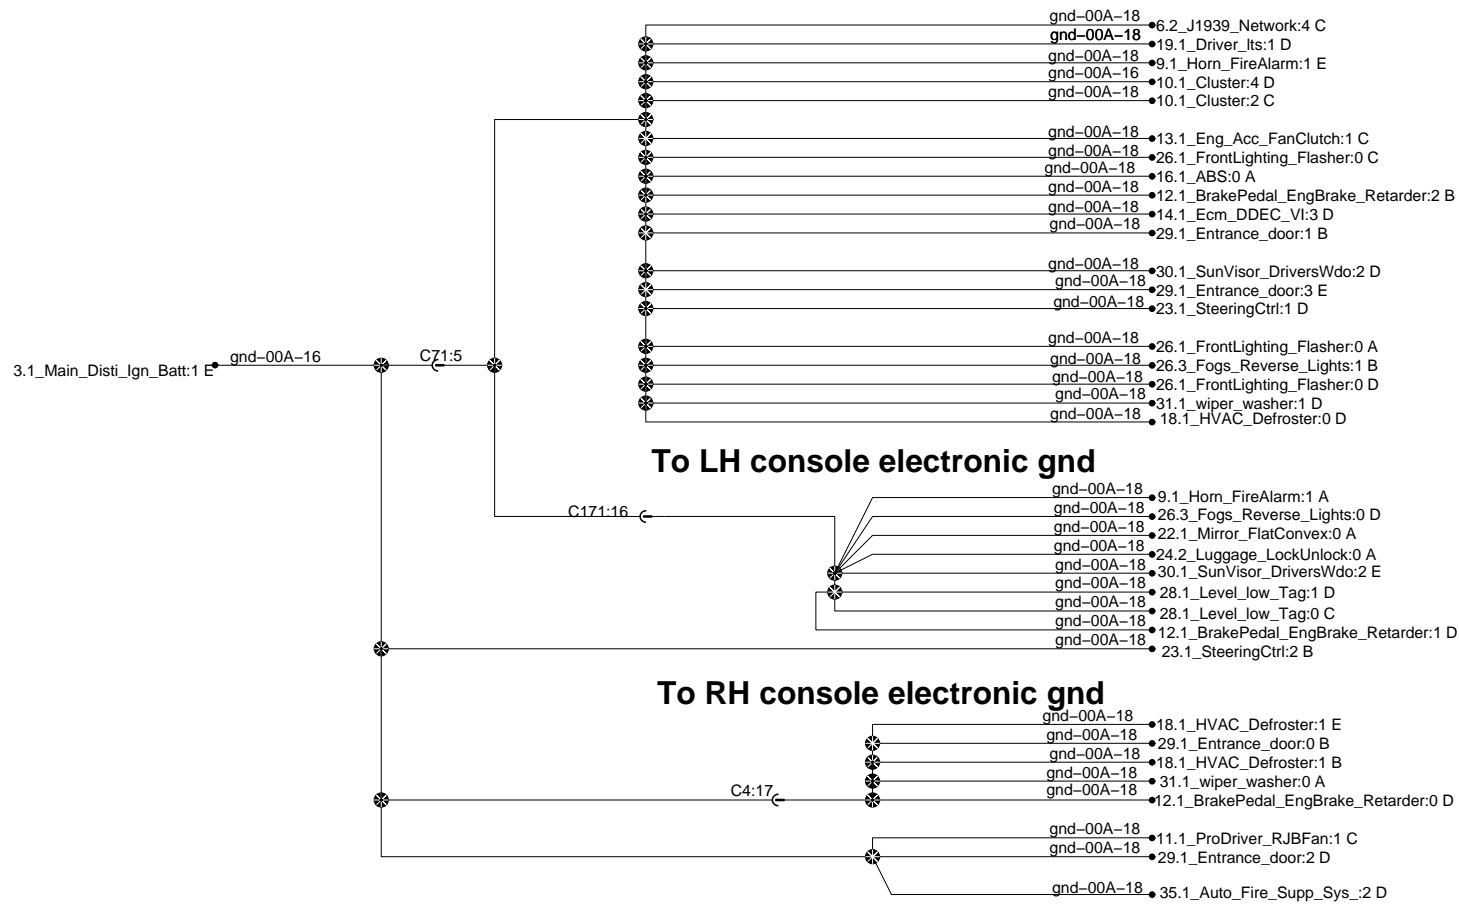 gnd-00A-18 6.2_J1939_Network:4 C
gnd-00A-18 19.1_Driver_lts:1 D
gnd-00A-18 9.1_Horn_FireAlarm:1 E
gnd-00A-16 10.1_Cluster:4 D
gnd-00A-18 10.1_Cluster:2 C
gnd-00A-18 13.1_Eng_Acc_FanClutch:1 C
gnd-00A-18 26.1_FrontLighting_Flasher:0 C
gnd-00A-18 16.1_ABS:0 A
gnd-00A-18 12.1_BrakePedal_EngBrake_Retarder:2 B
gnd-00A-18 14.1_Ecm_DDEC_VI:3 D
gnd-00A-18 29.1_Entrance_door:1 B
gnd-00A-18 30.1_SunVisor_DriversWdo:2 D
gnd-00A-18 29.1_Entrance_door:3 E
gnd-00A-18 23.1_SteeringCtrl:1 D
gnd-00A-18 26.1_FrontLighting_Flasher:0 A
3.1_Main_Disti_Ign_Batt:1 E gnd-00A-16 C71:5 gnd-00A-18 26.3_Fogs_Reverse_Lights:1 B
gnd-00A-18 26.1_FrontLighting_Flasher:0 D
gnd-00A-18 31.1_wiper_washer:1 D
gnd-00A-18 18.1_HVAC_Defroster:0 D
To LH console electronic gnd
gnd-00A-18 9.1_Horn_FireAlarm:1 A
C171:16 gnd-00A-18 26.3_Fogs_Reverse_Lights:0 D
gnd-00A-18 22.1_Mirror_FlatConvex:0 A
gnd-00A-18 24.2_Luggage_LockUnlock:0 A
gnd-00A-18 30.1_SunVisor_DriversWdo:2 E
gnd-00A-18 28.1_Level_low_Tag:1 D
gnd-00A-18 28.1_Level_low_Tag:0 C
gnd-00A-18 12.1_BrakePedal_EngBrake_Retarder:1 D
gnd-00A-18 23.1_SteeringCtrl:2 B
To RH console electronic gnd
gnd-00A-18 18.1_HVAC_Defroster:1 E
gnd-00A-18 29.1_Entrance_door:0 B
gnd-00A-18 18.1_HVAC_Defroster:1 B
gnd-00A-18 31.1_wiper_washer:0 A
C4:17 gnd-00A-18 12.1_BrakePedal_EngBrake_Retarder:0 D
gnd-00A-18 11.1_ProDriver_RJBFan:1 C
gnd-00A-18 29.1_Entrance_door:2 D
gnd-00A-18 35.1_Auto_Fire_Supp_Sys_:2 D